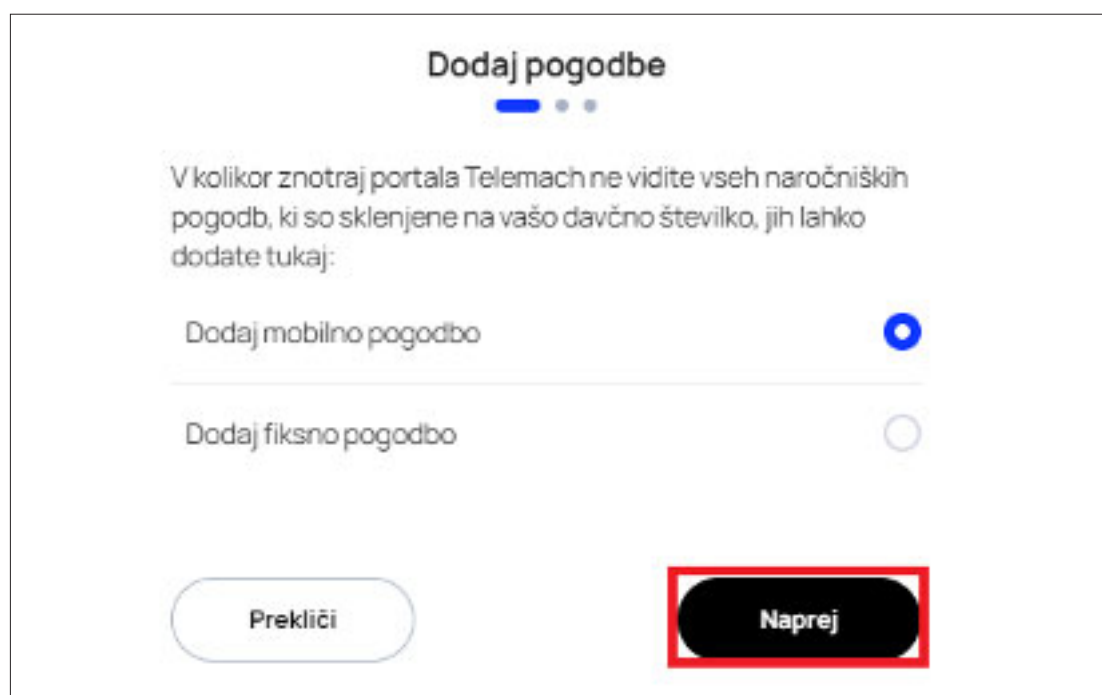 Dodaj pogodbe
V kolikor znotraj portala Telemach ne vidite vseh naročniških
pogodb, ki so sklenjene na vašo davčno številko, jih lahko
dodate tukaj:
Dodaj mobilno pogodbo
Dodaj fiksno pogodbo
Prekliči
Naprej